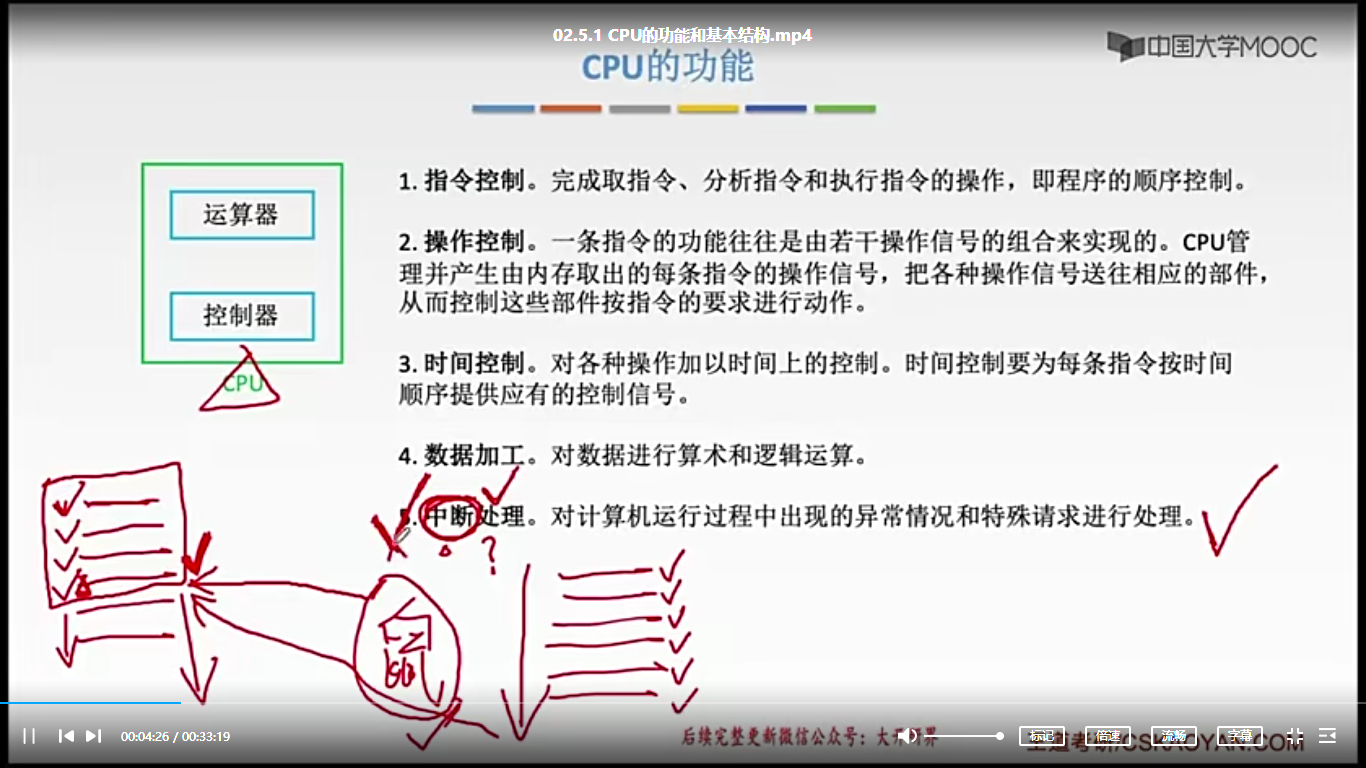 02.5.1 CPU的功能和基本结构.mp4
中国大学MOOC
CPU的功能
运算器
控制器
CPU
1. 指令控制。完成取指令、分析指令和执行指令的操作，即程序的顺序控制。
2. 操作控制。一条指令的功能往往是由若干操作信号的组合来实现的。CPU管
理并产生由内存取出的每条指令的操作信号，把各种操作信号送往相应的部件，
从而控制这些部件按指令的要求进行动作。
3. 时间控制。对各种操作加以时间上的控制。时间控制要为每条指令按时间
顺序提供应有的控制信号。
4. 数据加工。对数据进行算术和逻辑运算。
5. 中断处理。对计算机运行过程中出现的异常情况和特殊请求进行处理。
?
鼠
00:04:26 / 00:33:19
后续完整更新微信公众号：大
界
标记
倍速
流畅
字幕
王道考研/CSKAOYAN.COM